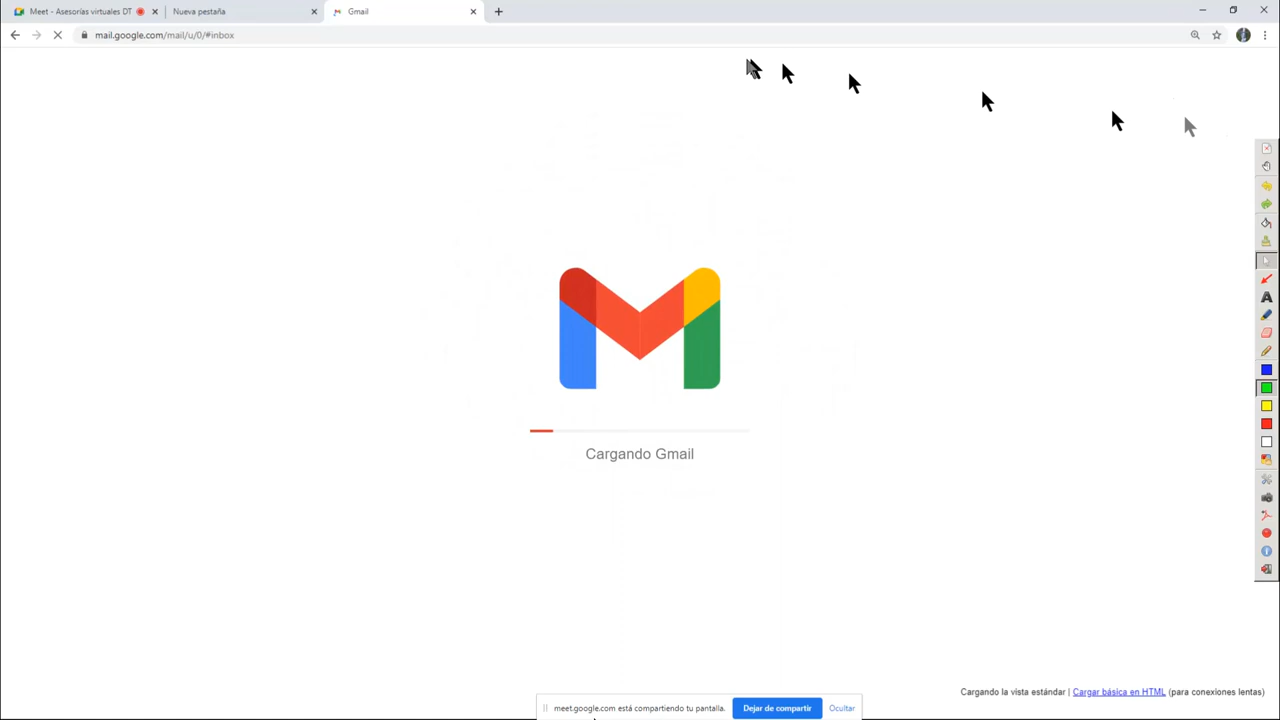 Meet - Asesorías virtuales DT
Nueva pestaña
Gmail
mail.google.com/mail/u/0/#inbox
Cargando Gmail
Cargando la vista estándar | Cargar básica en HTML (para conexiones lentas)
meet.google.com está compartiendo tu pantalla.
Dejar de compartir
Ocultar